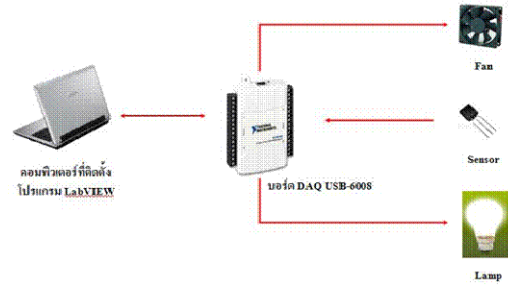 Fan
Sensor
คอมพิวเตอร์ที่ติดตั้ง
โปรแกรม LabVIEW
บอร์ด DAQ USB-6008
Lamp